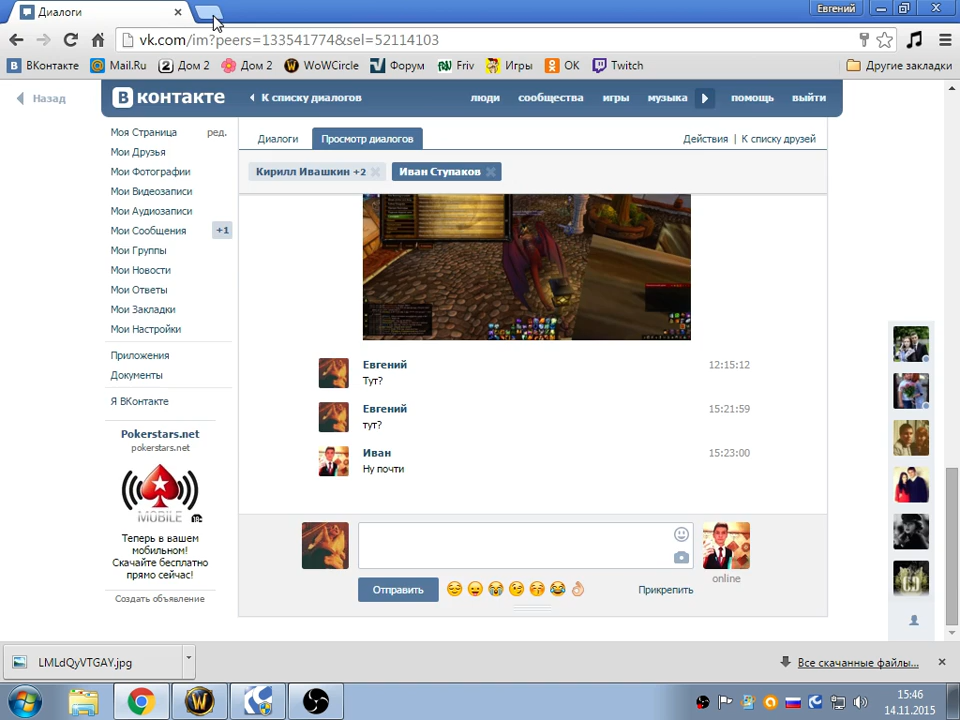 Диалоги
Евгений
vk.com/im?peers=133541774&sel=52114103
ВКонтакте Mail.Ru Дом 2 Дом 2 WoWCircle Форум Friv Игры OK Twitch Другие закладки
Назад
В контакте К списку диалогов люди сообщества игры музыка помощь выйти
Моя Страница ред.
Мои Друзья
Мои Фотографии
Мои Видеозаписи
Мои Аудиозаписи
Мои Сообщения +1
Мои Группы
Мои Новости
Мои Ответы
Мои Закладки
Мои Настройки
Приложения
Документы
Я ВКонтакте
Pokerstars.net
pokerstars.net
MOBILE 18+
Теперь в вашем
мобильном!
Скачайте бесплатно
прямо сейчас!
Создать объявление
Диалоги Просмотр диалогов Действия | К списку друзей
Кирилл Ивашкин +2 Иван Ступаков
Евгений 12:15:12
Тут?
Евгений 15:21:59
тут?
Иван 15:23:00
Ну почти
online
Отправить Прикрепить
LMLdQyVTGAY.jpg Все скачанные файлы...
15:46
14.11.2015